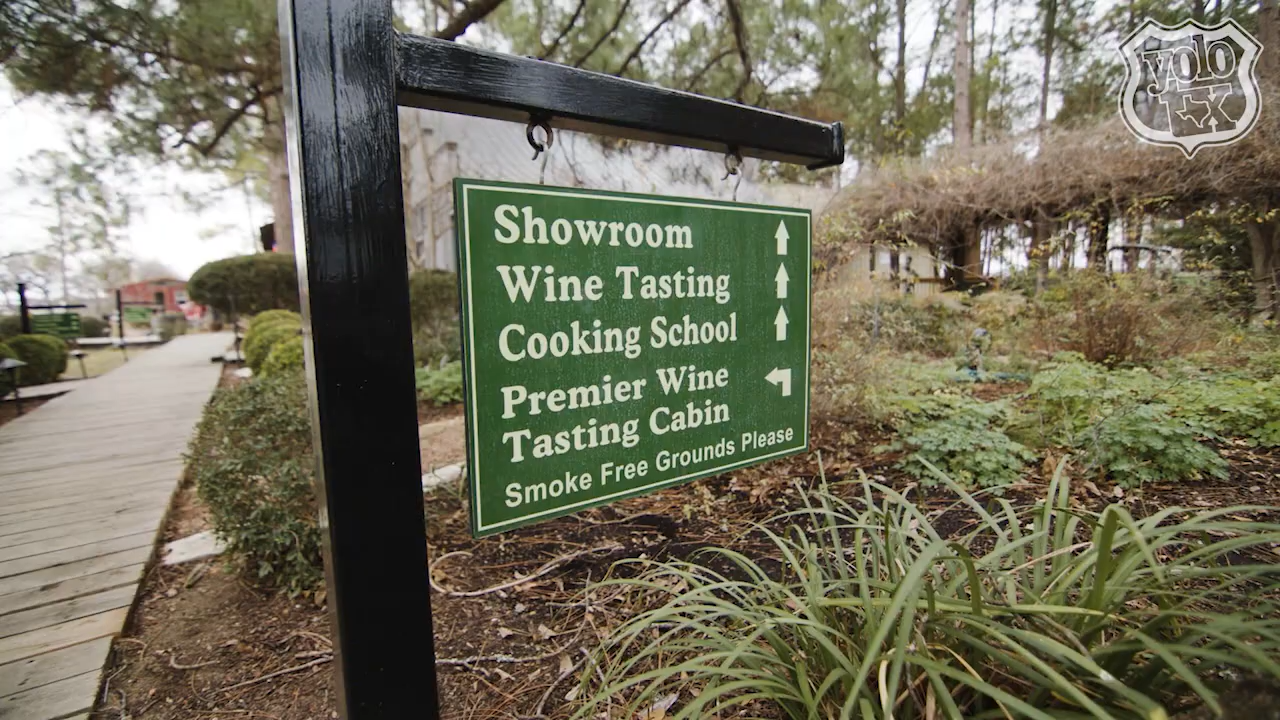 yolo
TX
Showroom
Wine Tasting
Cooking School
Premier Wine
Tasting Cabin
Smoke Free Grounds Please